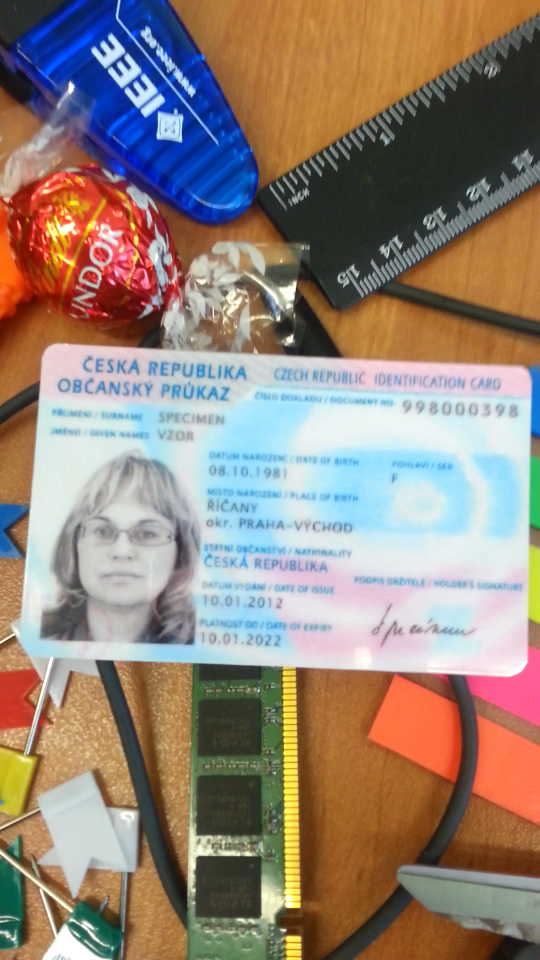 IEEE
www.ieee.org
LINDOR
INCH
11
12
13
14
15
ČESKÁ REPUBLIKA
OBČANSKÝ PRŮKAZ
CZECH REPUBLIC IDENTIFICATION CARD
ČÍSLO DOKLADU / DOCUMENT NO. 998000398
PŘÍJMENÍ / SURNAME SPECIMEN
JMÉNO / GIVEN NAMES VZOR
DATUM NAROZENÍ / DATE OF BIRTH
08.10.1981
POHLAVÍ / SEX
F
MÍSTO NAROZENÍ / PLACE OF BIRTH
ŘÍČANY
okr. PRAHA-VÝCHOD
STÁTNÍ OBČANSTVÍ / NATIONALITY
ČESKÁ REPUBLIKA
DATUM VYDÁNÍ / DATE OF ISSUE
10.01.2012
PODPIS DRŽITELE / HOLDER'S SIGNATURE
PLATNOST DO / DATE OF EXPIRY
10.01.2022
Specimen